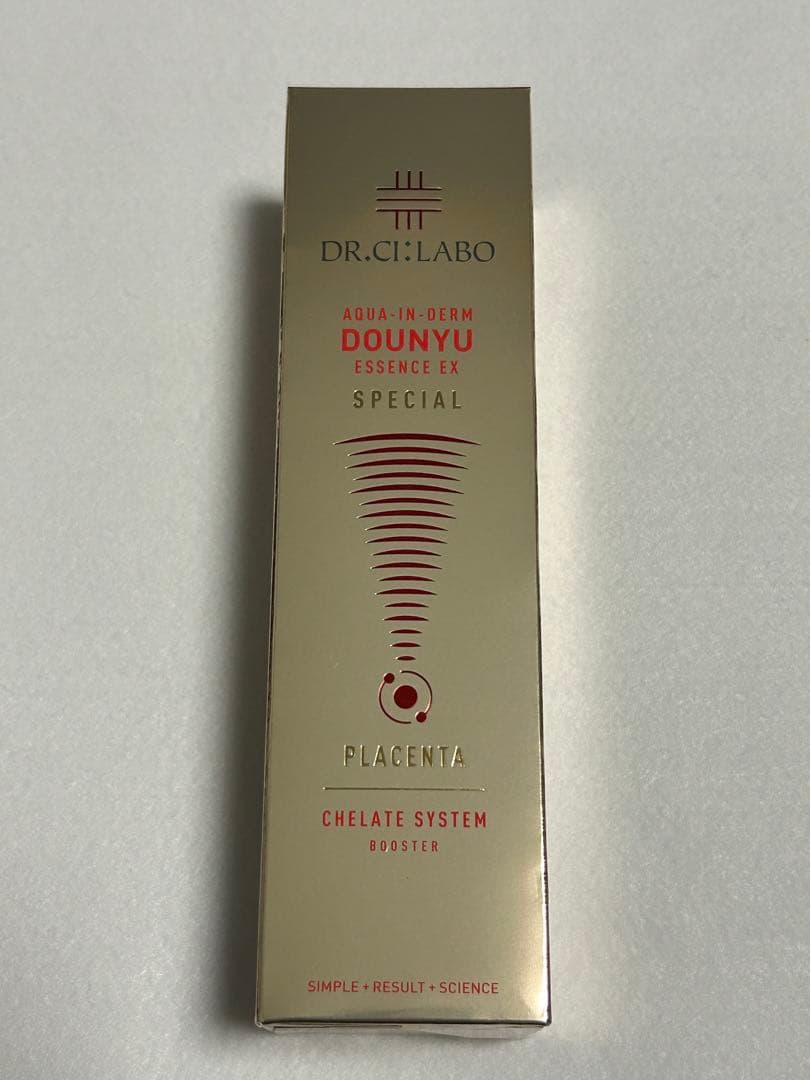 DR.CI:LABO
AQUA-IN-DERM
DOUNYU
ESSENCE EX
SPECIAL
PLACENTA
CHELATE SYSTEM
BOOSTER
SIMPLE + RESULT + SCIENCE